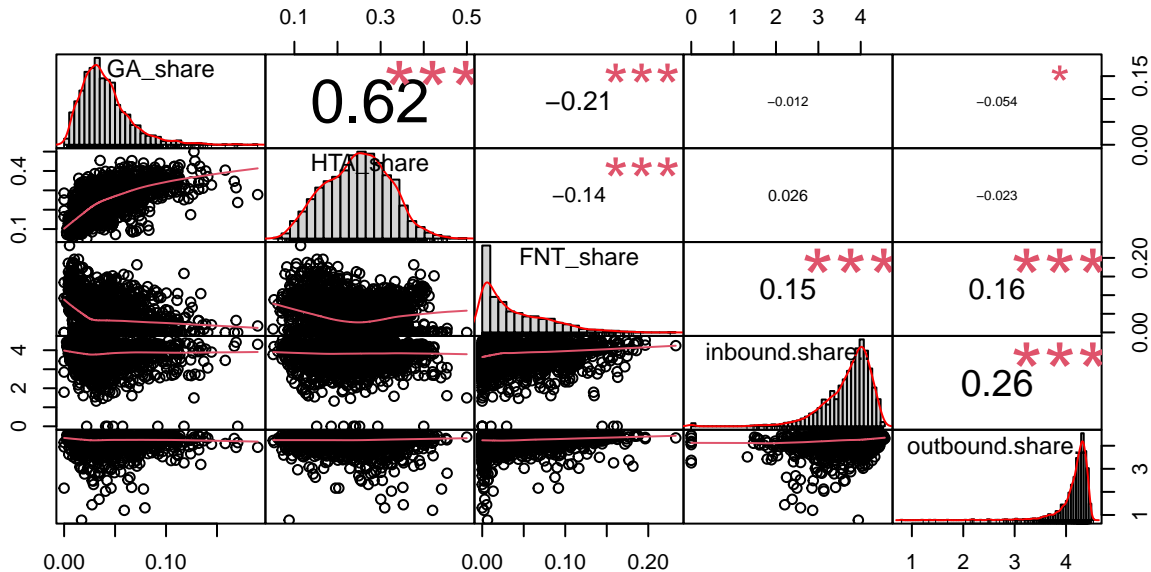 0.1 0.3 0.5 0 2 3 4
GA_share 0.62 *** −0.21 *** −0.012 −0.054 * 0.00 0.15
0.1 0.4 HTA_share −0.14 *** 0.026 −0.023
FNT_share 0.15 *** 0.16 *** 0.00 0.20
0 2 4 inbound.share. 0.26 ***
outbound.share. 1 3
0.00 0.10 0.00 0.10 0.20 1 2 3 4